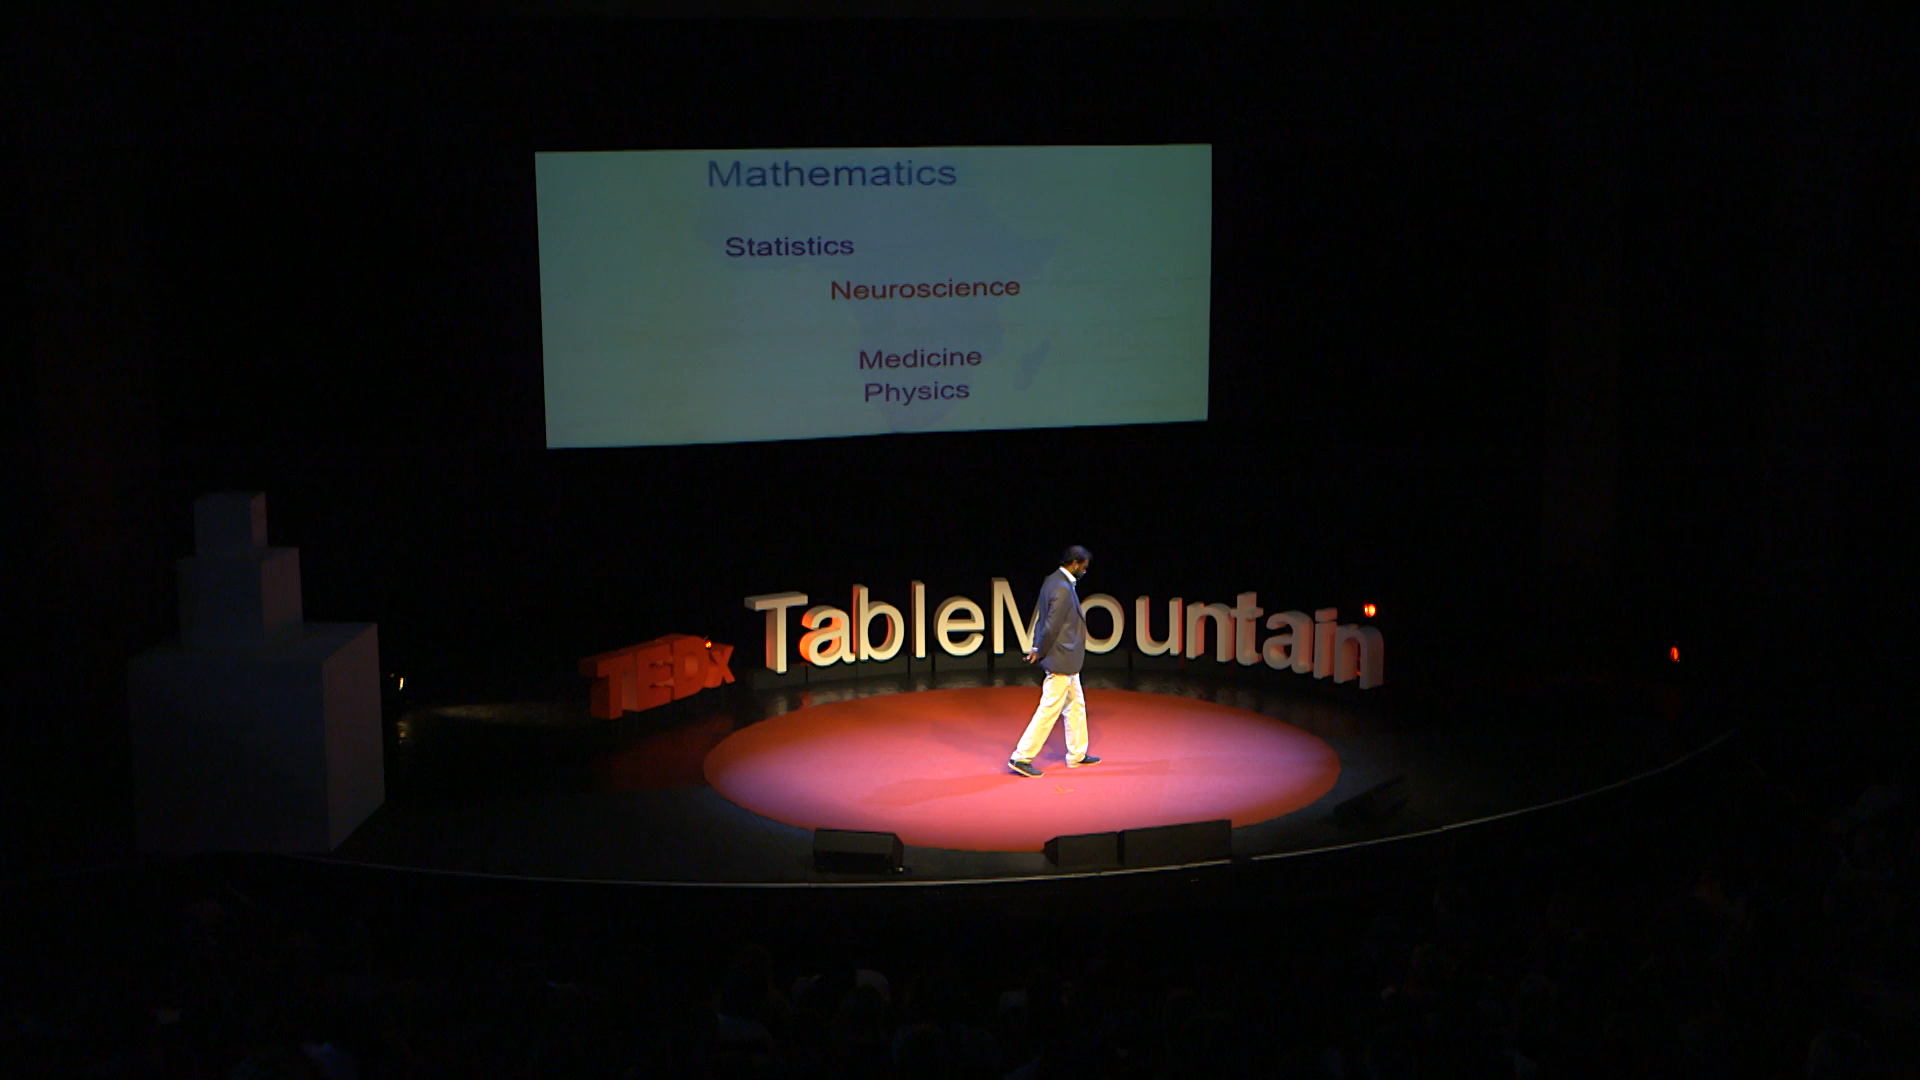 Mathematics
Statistics
Neuroscience
Medicine
Physics
TEDx TableMountain